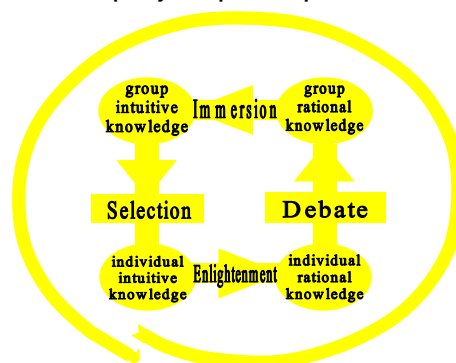 group
intuitive
knowledge
Immersion
group
rational
knowledge
Selection
Debate
individual
intuitive
knowledge
Enlightenment
individual
rational
knowledge